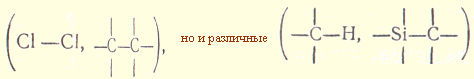 (Cl—Cl, —C—C—), но и различные (—C—H, —Si—C—)